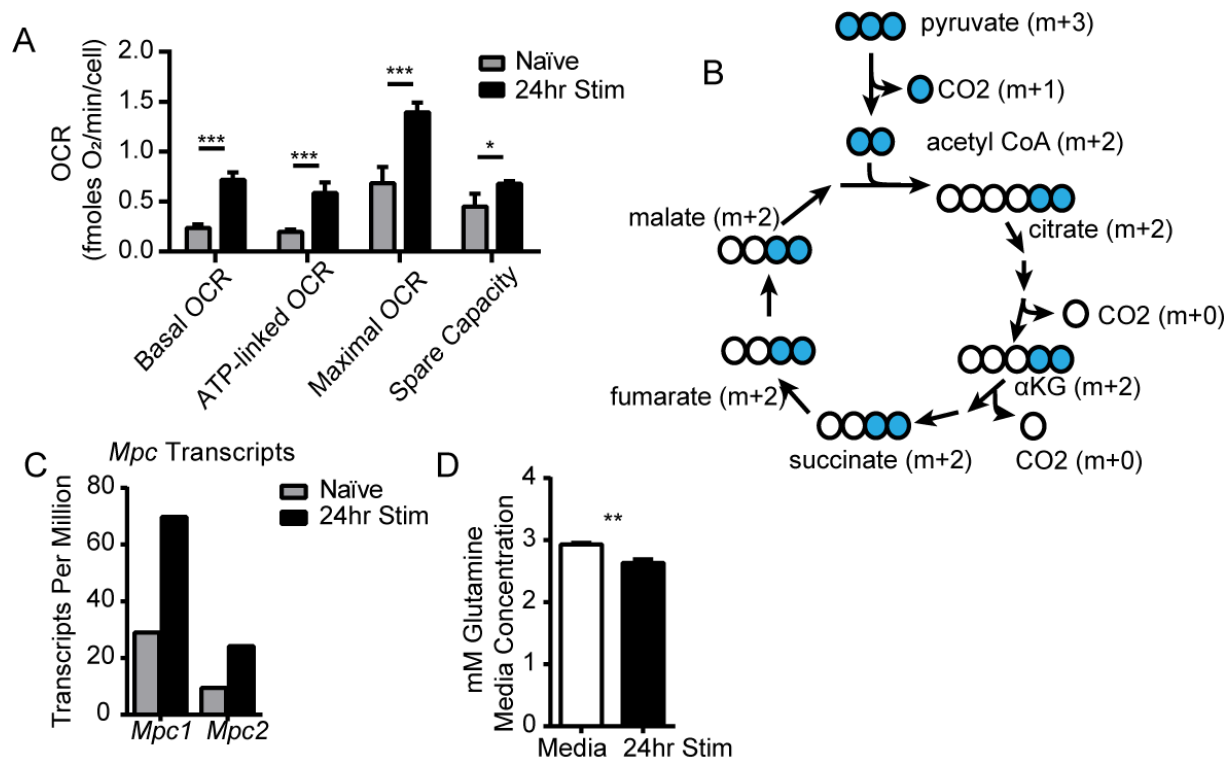 A
OCR
(fmoles O₂/min/cell)
2.0
1.5
1.0
0.5
0.0
Naïve
24hr Stim
***
***
***
*
Basal OCR
ATP-linked OCR
Maximal OCR
Spare Capacity
B
pyruvate (m+3)
CO2 (m+1)
acetyl CoA (m+2)
malate (m+2)
citrate (m+2)
CO2 (m+0)
αKG (m+2)
fumarate (m+2)
succinate (m+2)
CO2 (m+0)
C
Mpc Transcripts
Naïve
24hr Stim
Transcripts Per Million
80
60
40
20
0
Mpc1
Mpc2
D
mM Glutamine
Media Concentration
4
3
2
1
0
**
Media
24hr Stim